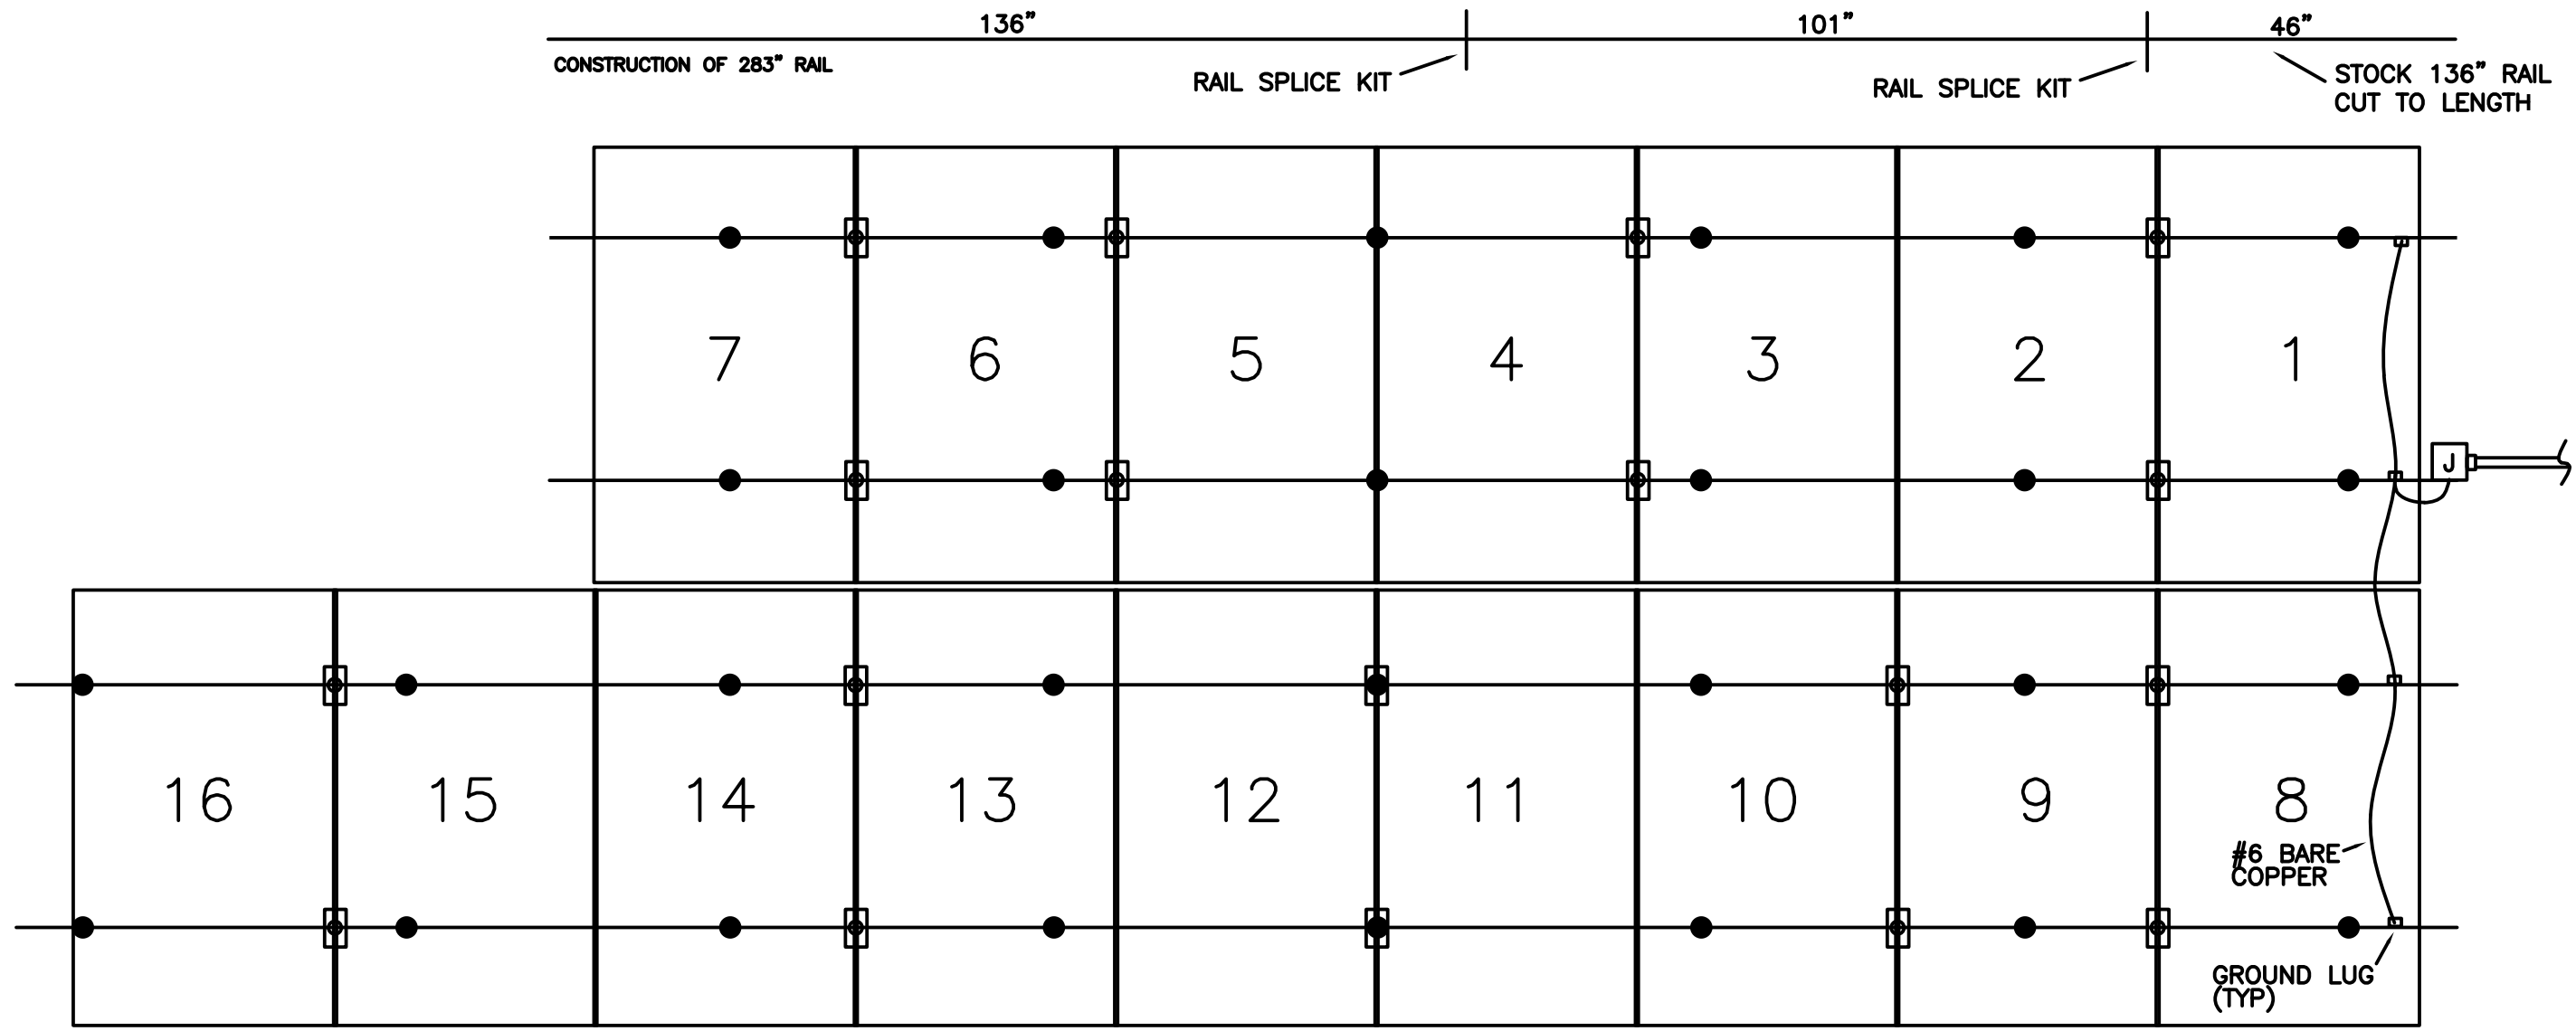 136" 101" 46"
CONSTRUCTION OF 283" RAIL
RAIL SPLICE KIT
RAIL SPLICE KIT
STOCK 136" RAIL
CUT TO LENGTH
7 6 5 4 3 2 1
J
16 15 14 13 12 11 10 9 8
#6 BARE
COPPER
GROUND LUG
(TYP)